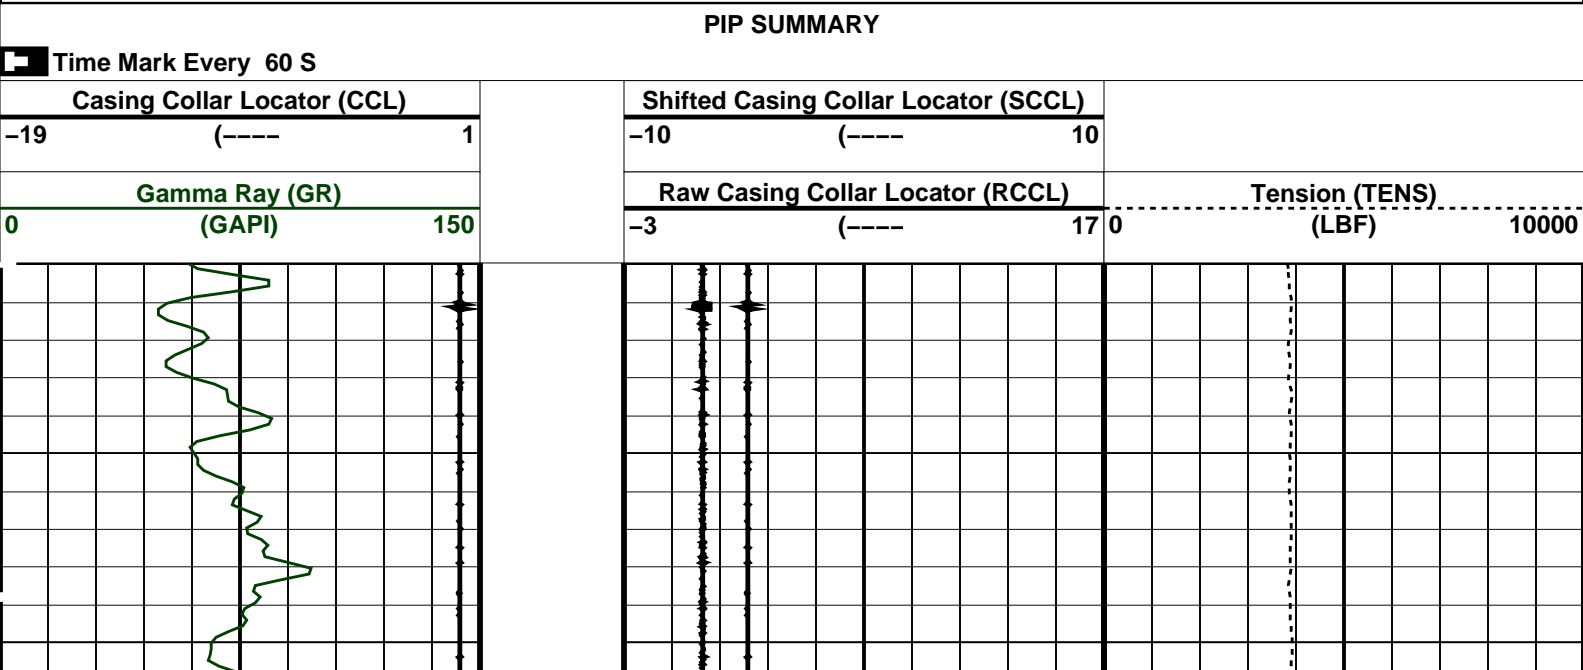 PIP SUMMARY
Time Mark Every 60 S
Casing Collar Locator (CCL)
−19 (−−−− 1
Shifted Casing Collar Locator (SCCL)
−10 (−−−− 10
Gamma Ray (GR)
0 (GAPI) 150
Raw Casing Collar Locator (RCCL)
−3 (−−−− 17
Tension (TENS)
0 (LBF) 10000